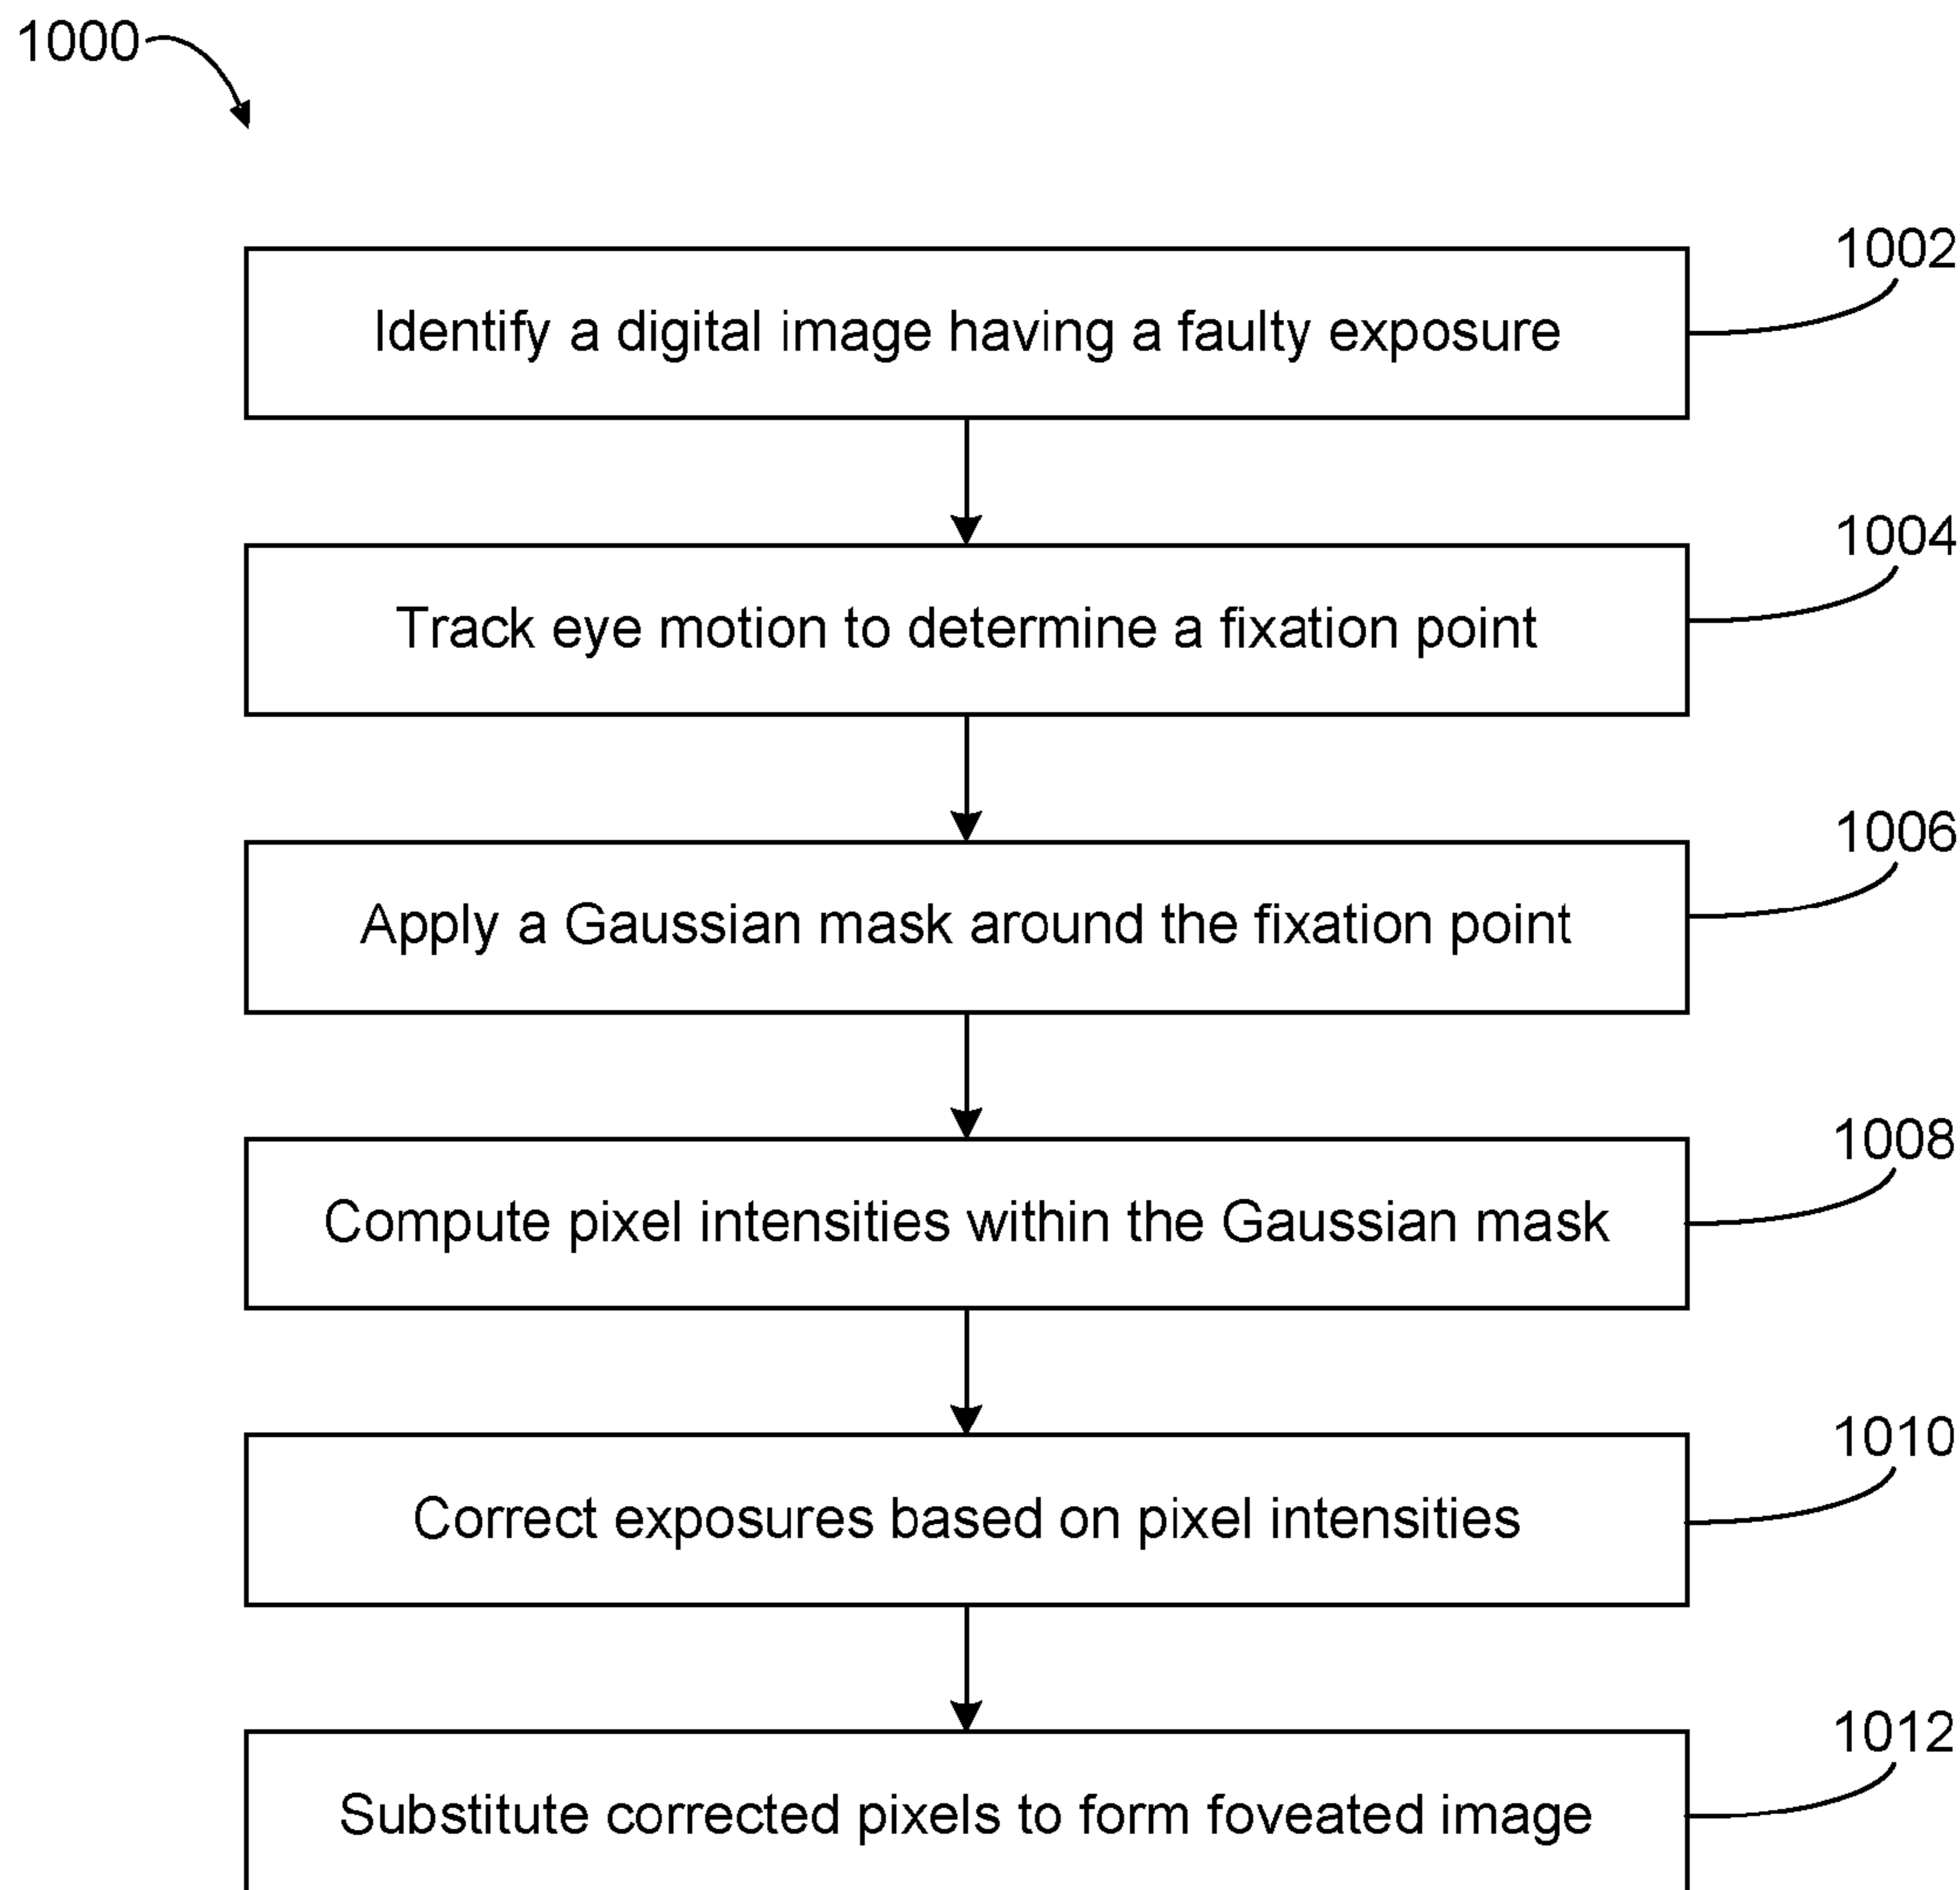 1000
1002
Identify a digital image having a faulty exposure
1004
Track eye motion to determine a fixation point
1006
Apply a Gaussian mask around the fixation point
1008
Compute pixel intensities within the Gaussian mask
1010
Correct exposures based on pixel intensities
1012
Substitute corrected pixels to form foveated image